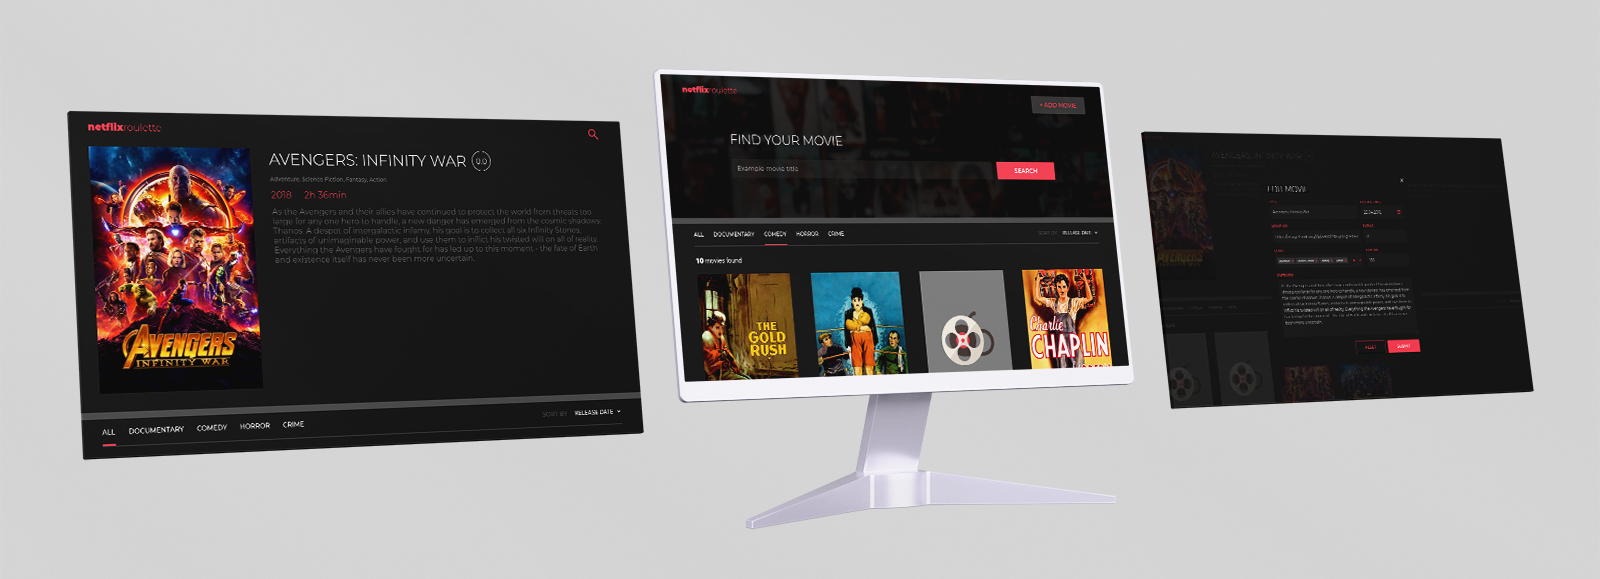 netflixroulette
AVENGERS: INFINITY WAR 0.0
Adventure, Science Fiction, Fantasy, Action
2018 2h 36min
As the Avengers and their allies have continued to protect the world from threats too
large for any one hero to handle, a new danger has emerged from the cosmic shadows:
Thanos. A despot of intergalactic infamy, his goal is to collect all six Infinity Stones,
artifacts of unimaginable power, and use them to inflict his twisted will on all of reality.
Everything the Avengers have fought for has led up to this moment - the fate of Earth
and existence itself has never been more uncertain.
AVENGERS
INFINITY WAR
SORT BY RELEASE DATE
ALL DOCUMENTARY COMEDY HORROR CRIME
netflixroulette
+ ADD MOVIE
FIND YOUR MOVIE
Example movie title
SEARCH
ALL DOCUMENTARY COMEDY HORROR CRIME
SORT BY RELEASE DATE
10 movies found
THE
GOLD
RUSH
Charlie
CHAPLIN
AVENGERS: INFINITY WAR
EDIT MOVIE
Avengers: Infinity War
RESET SUBMIT